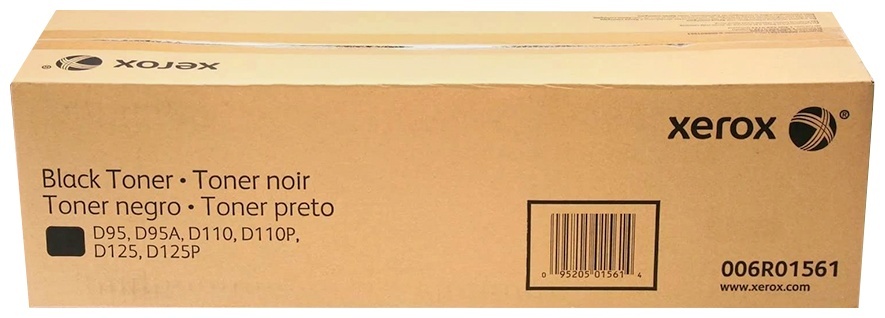 xerox
xerox ®
Black Toner • Toner noir
Toner negro • Toner preto
D95, D95A, D110, D110P,
D125, D125P
0 95205 01561 4
006R01561
www.xerox.com